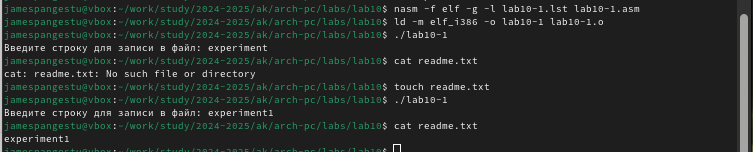 jamespangestu@vbox:~/work/study/2024-2025/ak/arch-pc/labs/lab10$ nasm -f elf -g -l lab10-1.lst lab10-1.asm
jamespangestu@vbox:~/work/study/2024-2025/ak/arch-pc/labs/lab10$ ld -m elf_i386 -o lab10-1 lab10-1.o
jamespangestu@vbox:~/work/study/2024-2025/ak/arch-pc/labs/lab10$ ./lab10-1
Введите строку для записи в файл: experiment
jamespangestu@vbox:~/work/study/2024-2025/ak/arch-pc/labs/lab10$ cat readme.txt
cat: readme.txt: No such file or directory
jamespangestu@vbox:~/work/study/2024-2025/ak/arch-pc/labs/lab10$ touch readme.txt
jamespangestu@vbox:~/work/study/2024-2025/ak/arch-pc/labs/lab10$ ./lab10-1
Введите строку для записи в файл: experiment1
jamespangestu@vbox:~/work/study/2024-2025/ak/arch-pc/labs/lab10$ cat readme.txt
experiment1
jamespangestu@vbox:~/work/study/2024-2025/ak/arch-pc/labs/lab10$